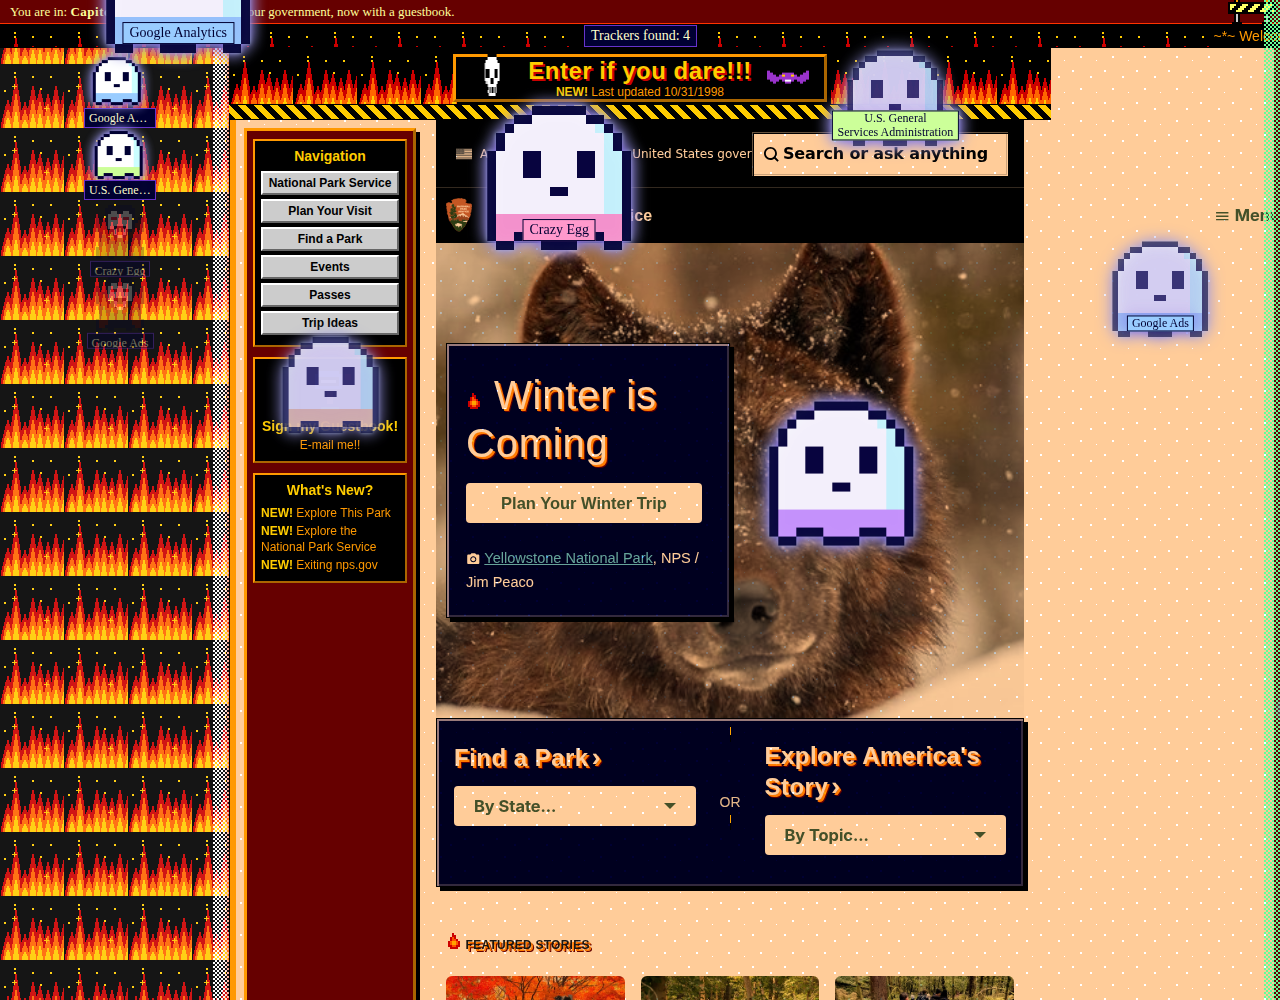 You are in: Capit
our government, now with a guestbook.
Google Analytics
Trackers found: 4
~*~ Wel
Enter if you dare!!!
NEW! Last updated 10/31/1998
Google A…
U.S. General
Services Administration
A
United States gover
Search or ask anything
U.S. Gene…
Crazy Egg
ice
Men
Crazy Egg
Google Ads
Google Ads
Navigation
National Park Service
Plan Your Visit
Find a Park
Events
Passes
Trip Ideas
E-mail me!!
What's New?
NEW! Explore This Park
NEW! Explore the
National Park Service
NEW! Exiting nps.gov
Winter is
Coming
Plan Your Winter Trip
Yellowstone National Park, NPS /
Jim Peaco
Find a Park ›
By State...
OR
Explore America's
Story ›
By Topic...
FEATURED STORIES